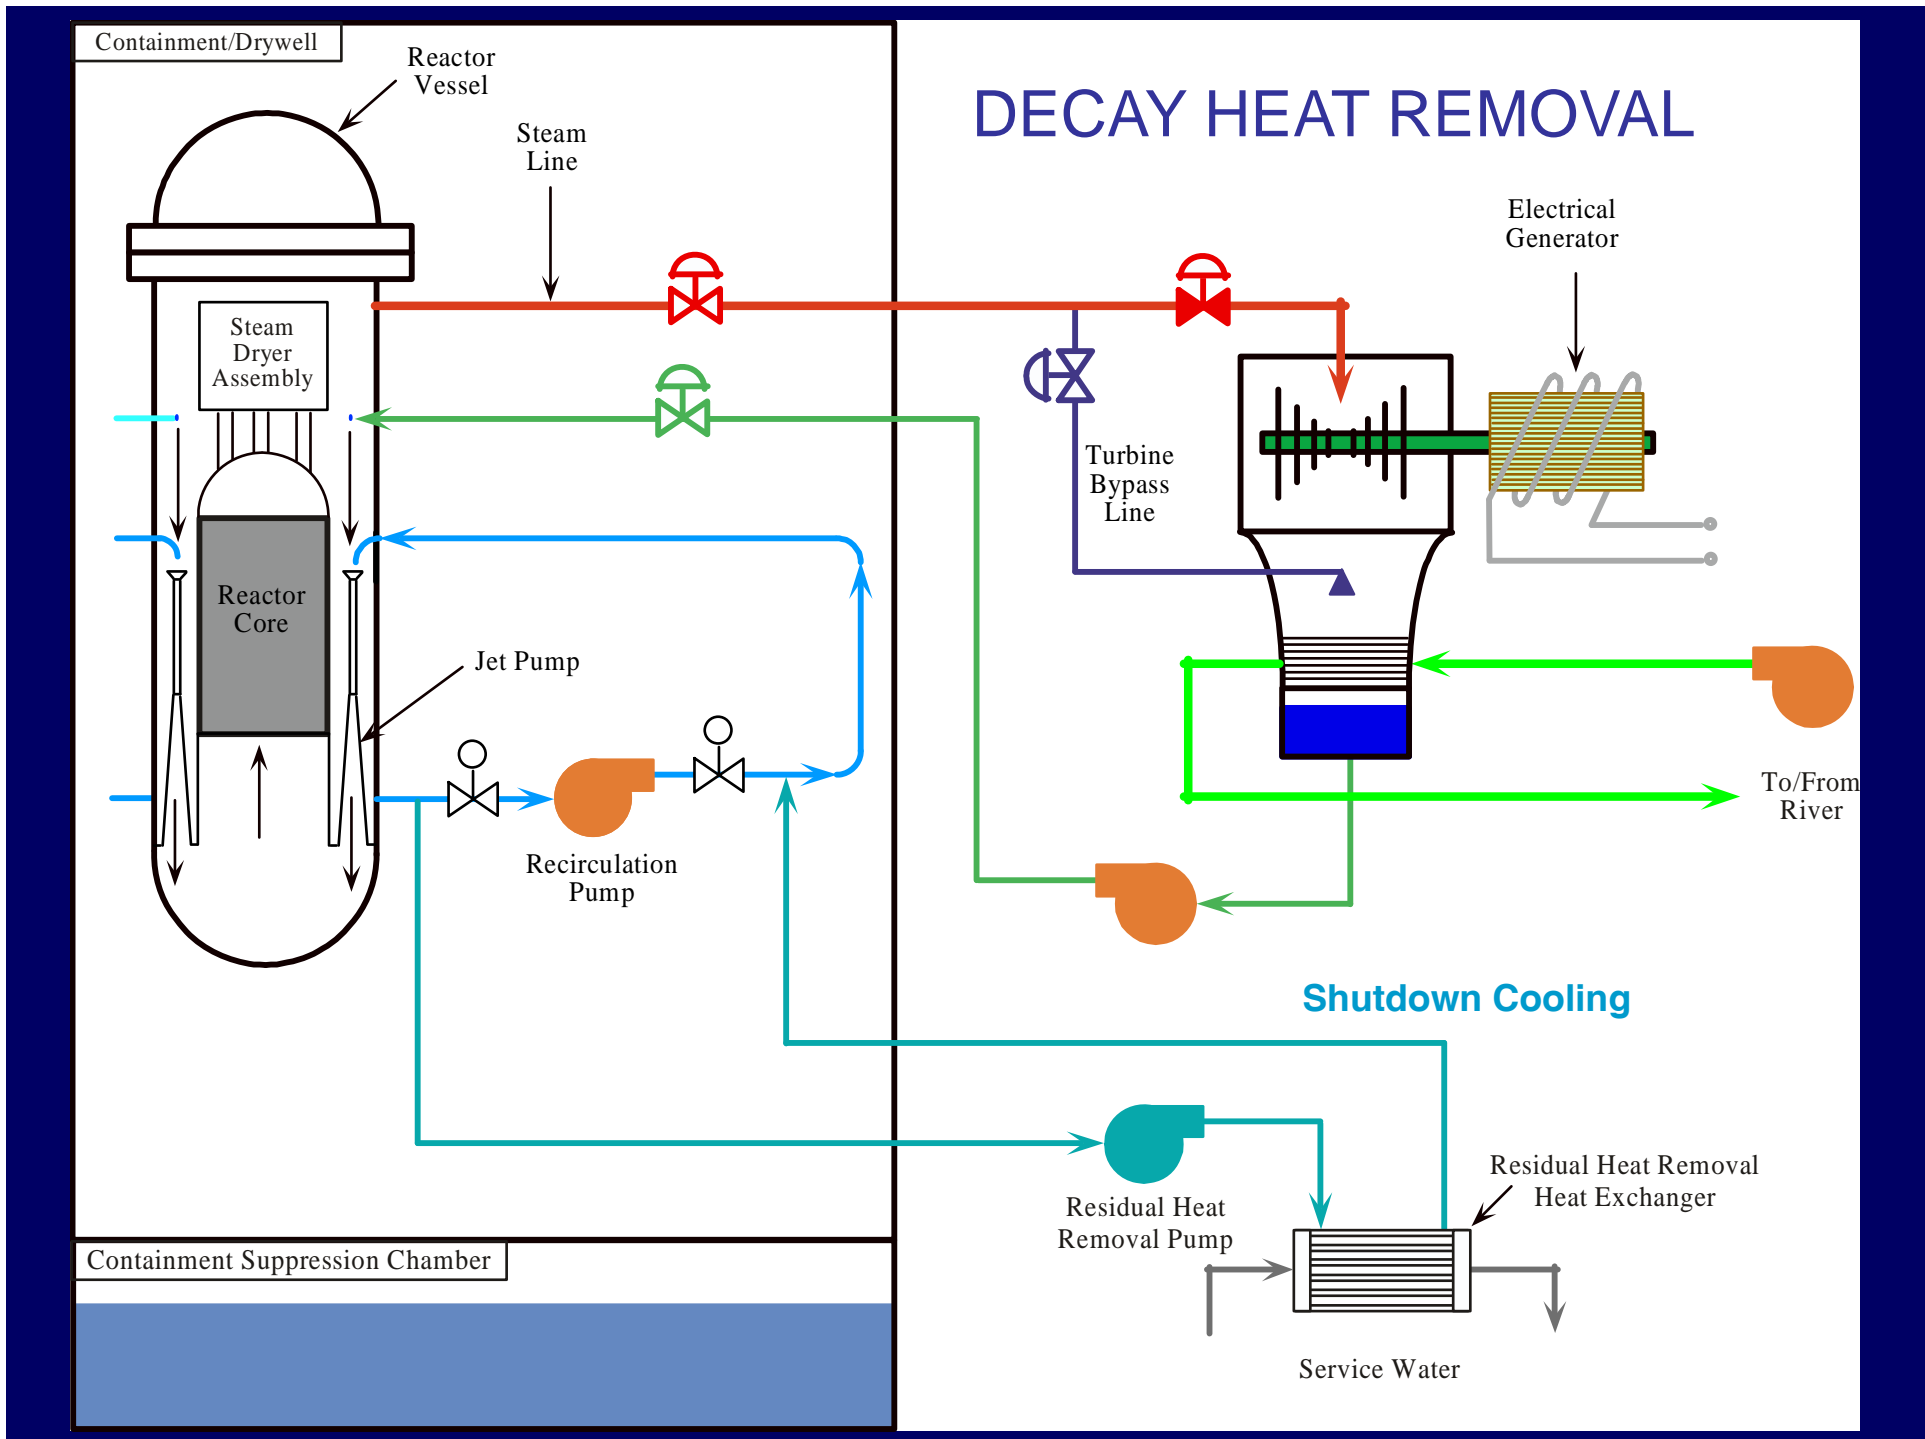 Containment/Drywell
Reactor
Vessel
Steam
Line
DECAY HEAT REMOVAL
Electrical
Generator
Steam
Dryer
Assembly
Turbine
Bypass
Line
Reactor
Core
Jet Pump
To/From
River
Recirculation
Pump
Shutdown Cooling
Residual Heat Removal
Heat Exchanger
Residual Heat
Removal Pump
Containment Suppression Chamber
Service Water